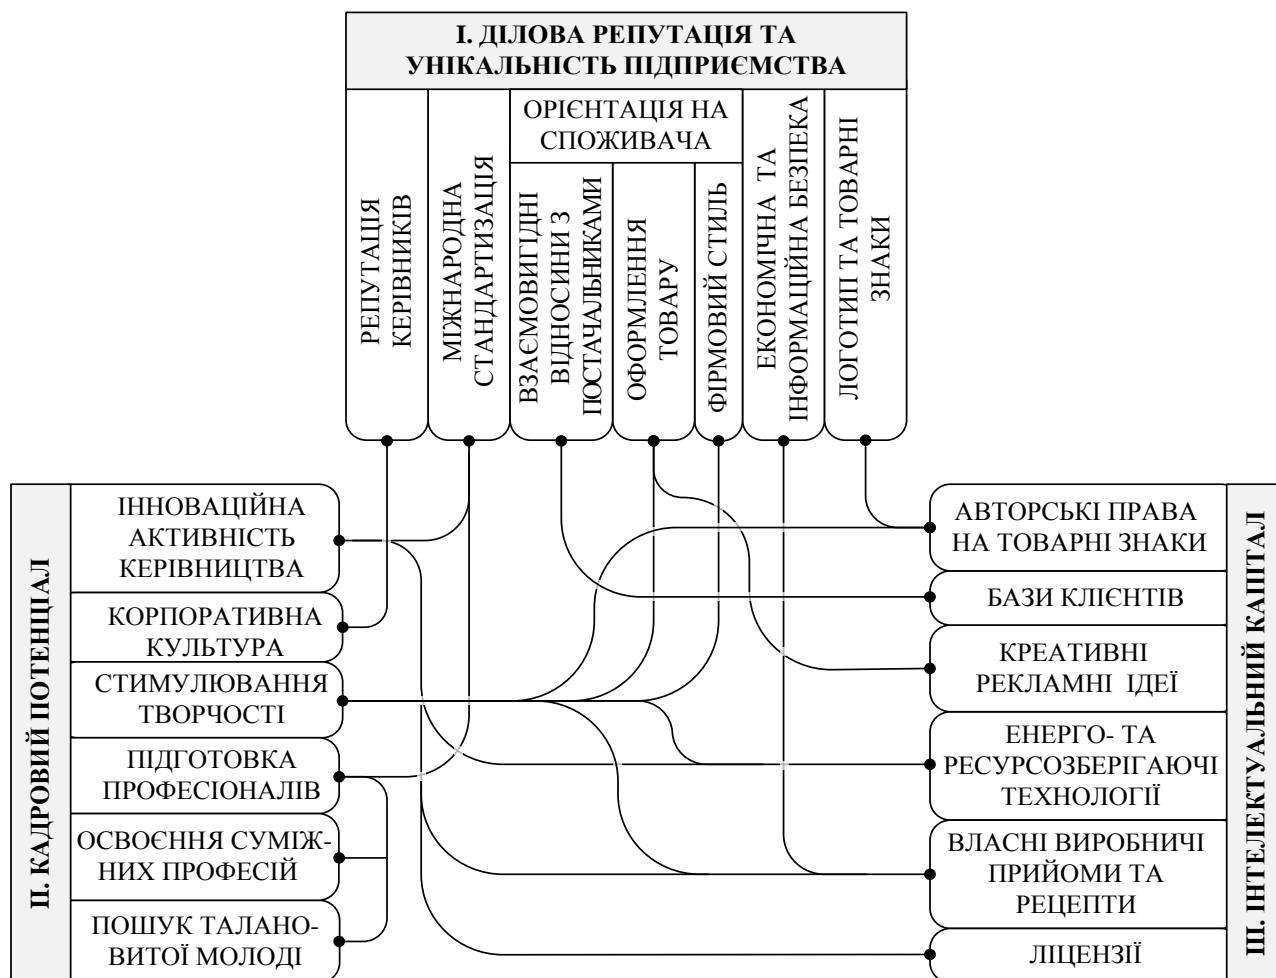 І. ДІЛОВА РЕПУТАЦІЯ ТА
УНІКАЛЬНІСТЬ ПІДПРИЄМСТВА
РЕПУТАЦІЯ
КЕРІВНИКІВ
МІЖНАРОДНА
СТАНДАРТИЗАЦІЯ
ОРІЄНТАЦІЯ НА
СПОЖИВАЧА
ВЗАЄМОВИГІДНІ
ВІДНОСИНИ З
ПОСТАЧАЛЬНИКАМИ
ОФОРМЛЕННЯ
ТОВАРУ
ФІРМОВИЙ СТИЛЬ
ЕКОНОМІЧНА ТА
ІНФОРМАЦІЙНА БЕЗПЕКА
ЛОГОТИП ТА ТОВАРНІ
ЗНАКИ
ІІ. КАДРОВИЙ ПОТЕНЦІАЛ
ІННОВАЦІЙНА
АКТИВНІСТЬ
КЕРІВНИЦТВА
КОРПОРАТИВНА
КУЛЬТУРА
СТИМУЛЮВАННЯ
ТВОРЧОСТІ
ПІДГОТОВКА
ПРОФЕСІОНАЛІВ
ОСВОЄННЯ СУМІЖ-
НИХ ПРОФЕСІЙ
ПОШУК ТАЛАНО-
ВИТОЇ МОЛОДІ
АВТОРСЬКІ ПРАВА
НА ТОВАРНІ ЗНАКИ
БАЗИ КЛІЄНТІВ
КРЕАТИВНІ
РЕКЛАМНІ ІДЕЇ
ЕНЕРГО- ТА
РЕСУРСОЗБЕРІГАЮЧІ
ТЕХНОЛОГІЇ
ВЛАСНІ ВИРОБНИЧІ
ПРИЙОМИ ТА
РЕЦЕПТИ
ЛІЦЕНЗІЇ
ІІІ. ІНТЕЛЕКТУАЛЬНИЙ КАПІТАЛ